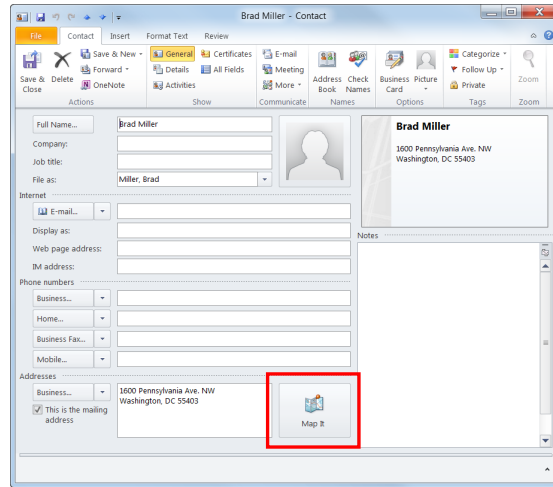 Brad Miller - Contact
File Contact Insert Format Text Review
Save & Close
Delete
Save & New
Forward
OneNote
Actions
General
Details
Activities
Certificates
All Fields
Show
E-mail
Meeting
More
Communicate
Address Book
Check Names
Names
Business Card
Picture
Options
Categorize
Follow Up
Private
Tags
Zoom
Zoom
Full Name... Brad Miller
Company:
Job title:
File as: Miller, Brad
Internet
E-mail...
Display as:
Web page address:
IM address:
Phone numbers
Business...
Home...
Business Fax...
Mobile...
Addresses
Business...
This is the mailing
address
1600 Pennsylvania Ave. NW
Washington, DC 55403
Map It
Brad Miller
1600 Pennsylvania Ave. NW
Washington, DC 55403
Notes